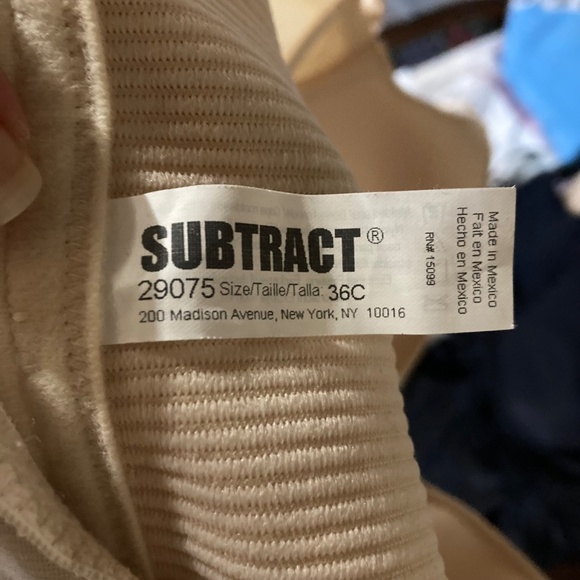 SUBTRACT®
29075 Size/Taille/Talla: 36C
200 Madison Avenue, New York, NY 10016
RN# 15099
Made in Mexico
Fait en Mexico
Hecho en Mexico